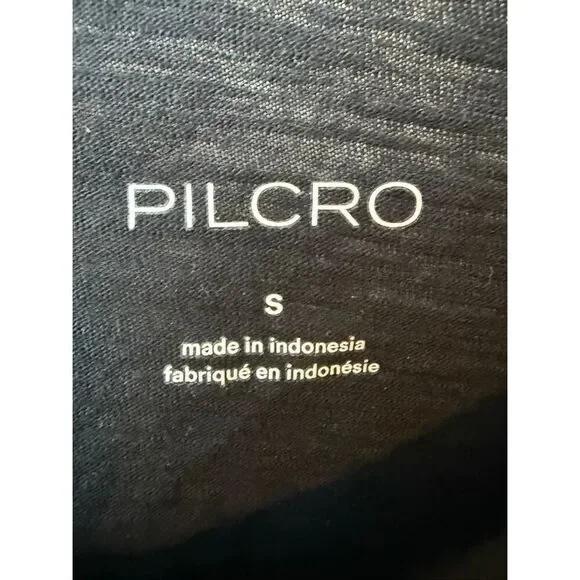 PILCRO
S
made in indonesia
fabriqué en indonésie